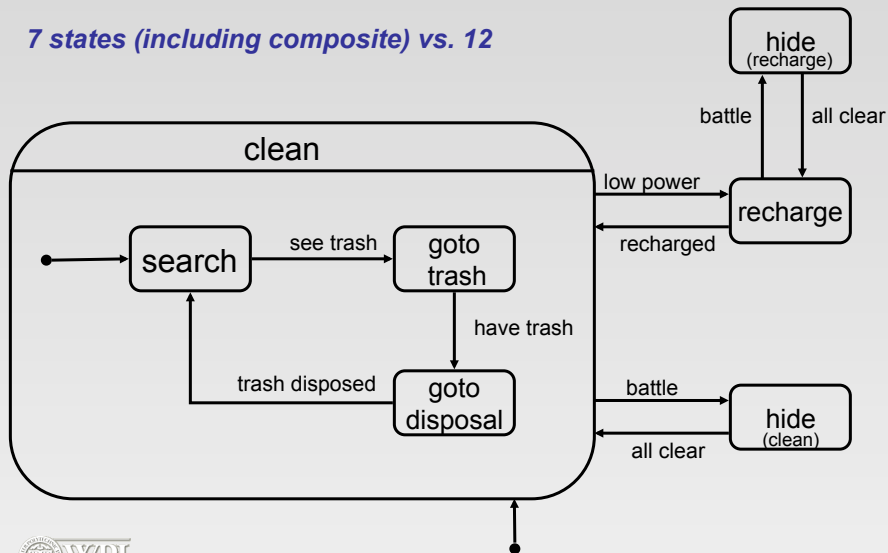 7 states (including composite) vs. 12
hide
(recharge)
battle
all clear
clean
low power
recharge
recharged
search
see trash
goto
trash
have trash
trash disposed
goto
disposal
battle
hide
(clean)
all clear
WPI